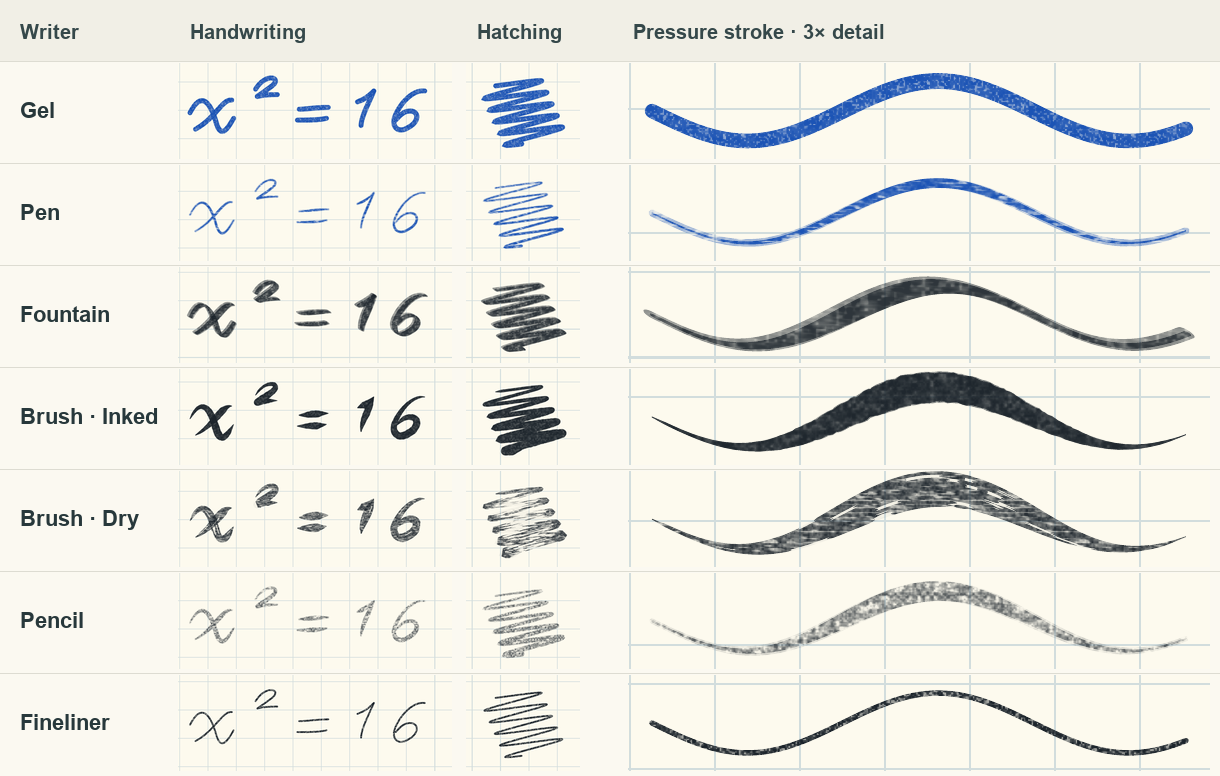 Writer Handwriting Hatching Pressure stroke · 3× detail
Gel x² = 16
Pen x² = 16
Fountain x² = 16
Brush · Inked x² = 16
Brush · Dry x² = 16
Pencil x² = 16
Fineliner x² = 16